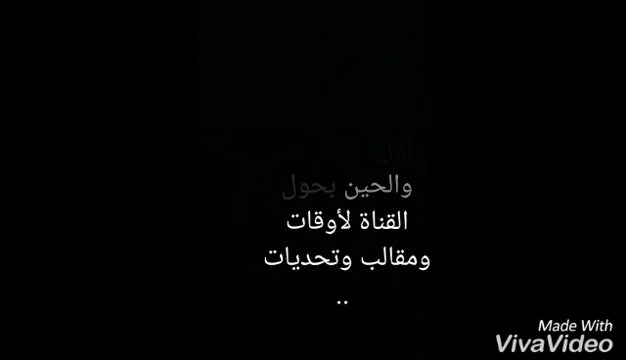 والحين بحول
القناة لأوقات
ومقالب وتحديات
..
Made With
VivaVideo